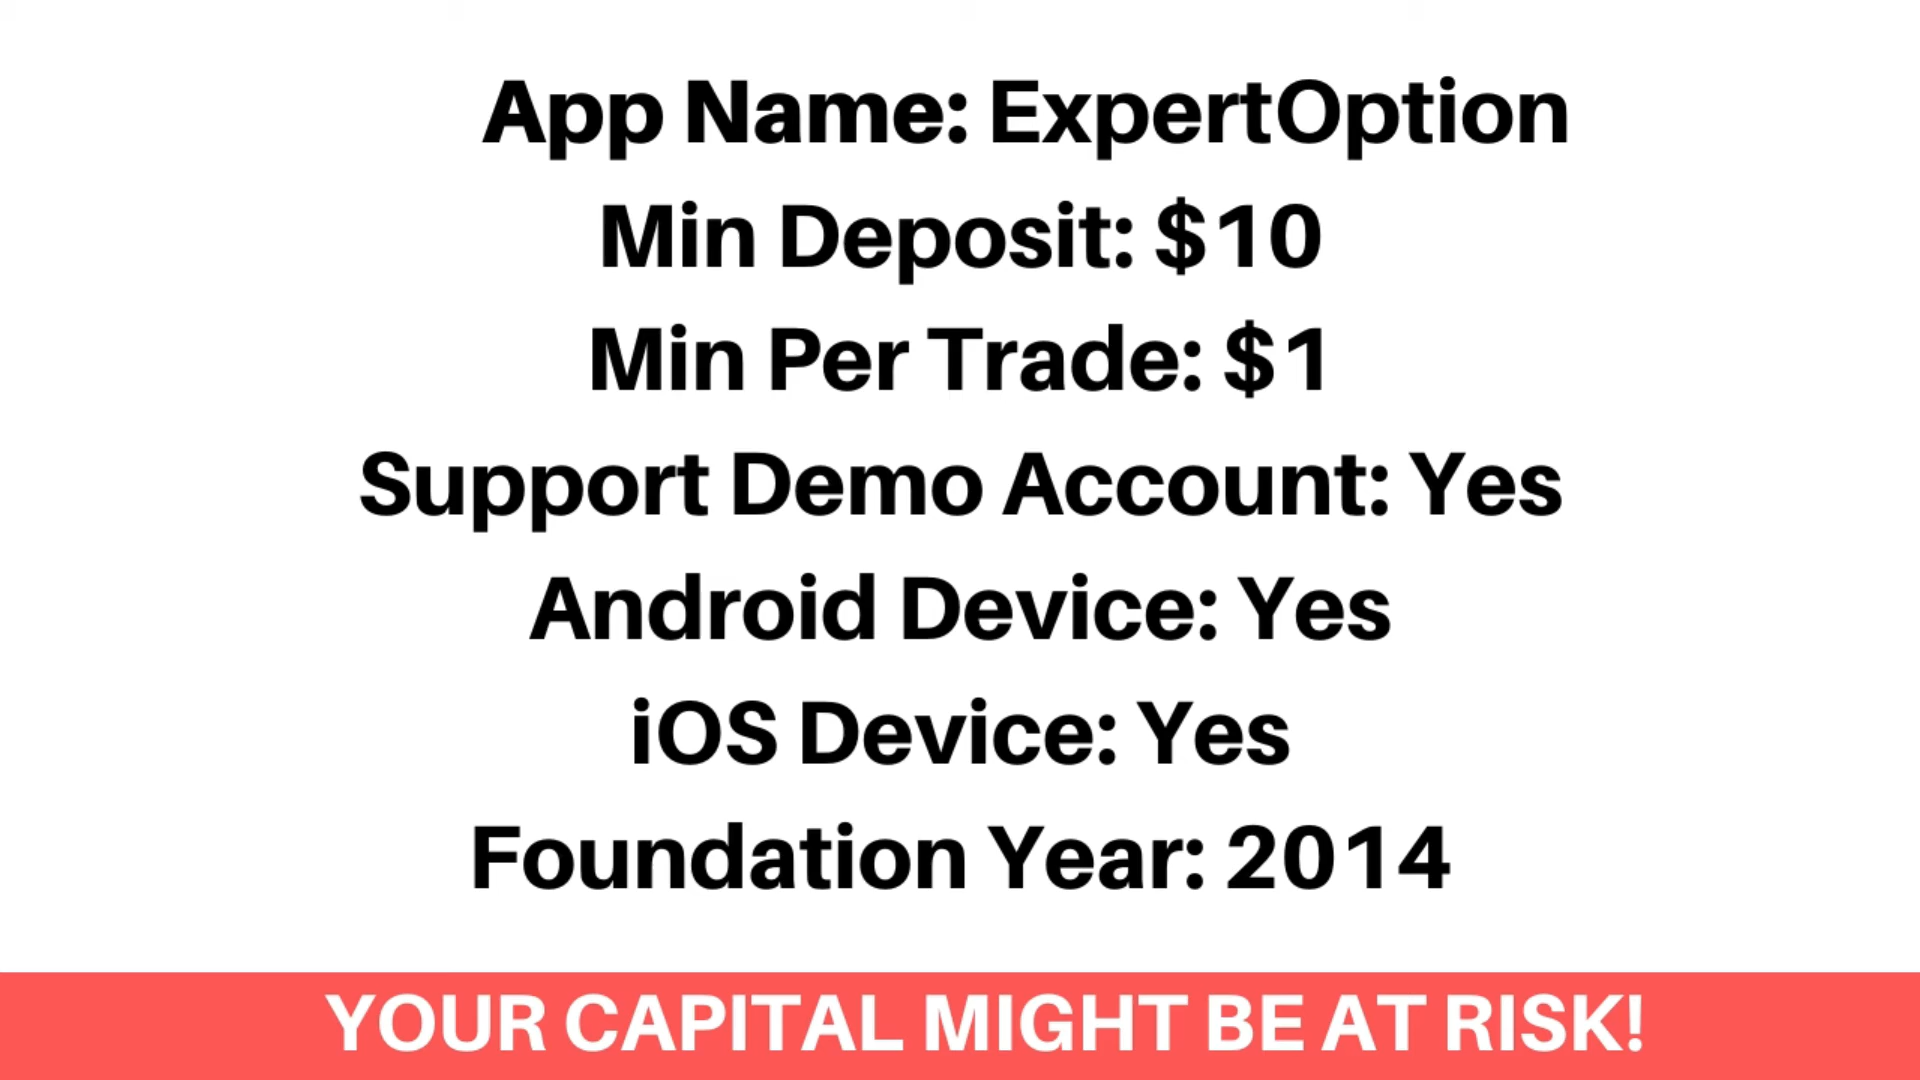 App Name: ExpertOption
Min Deposit: $10
Min Per Trade: $1
Support Demo Account: Yes
Android Device: Yes
iOS Device: Yes
Foundation Year: 2014
YOUR CAPITAL MIGHT BE AT RISK!